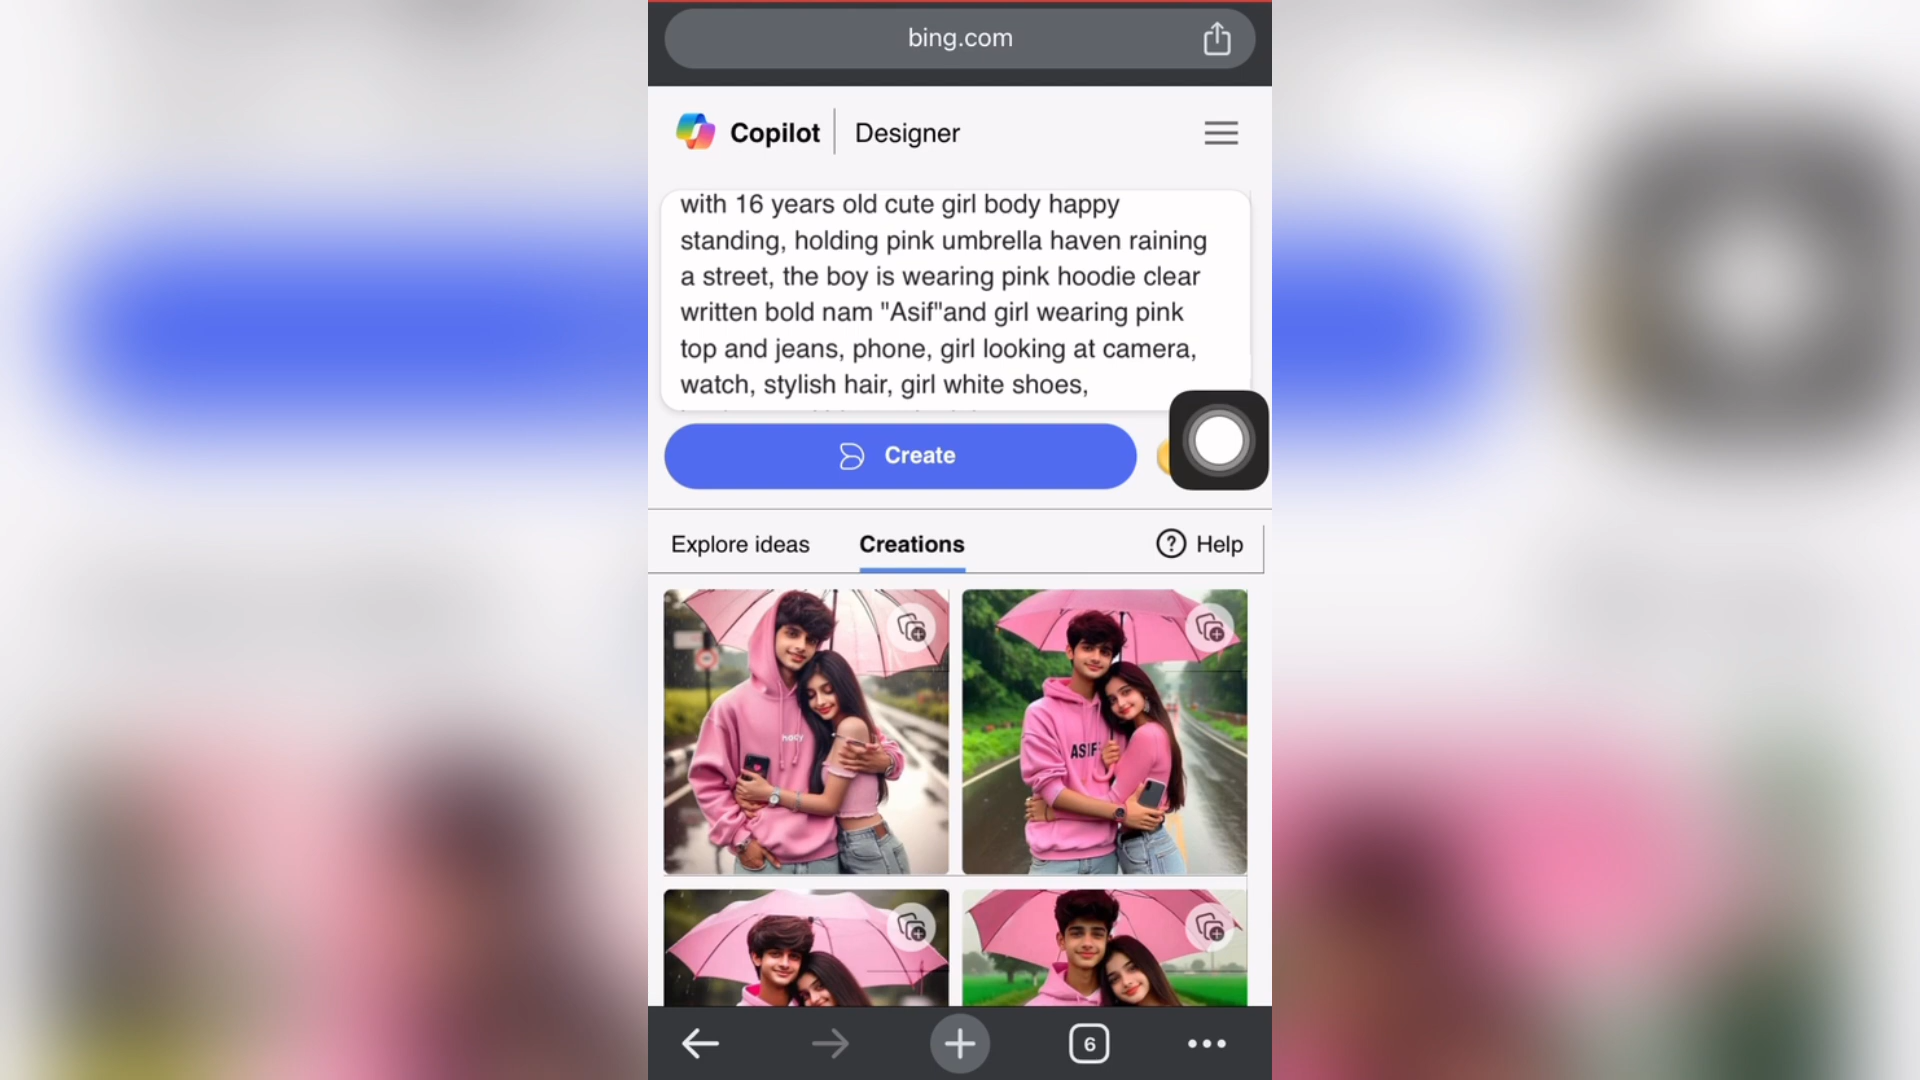 bing.com
Copilot | Designer
with 16 years old cute girl body happy
standing, holding pink umbrella haven raining
a street, the boy is wearing pink hoodie clear
written bold nam "Asif"and girl wearing pink
top and jeans, phone, girl looking at camera,
watch, stylish hair, girl white shoes,
Create
Explore ideas
Creations
Help
hody
ASIF
6